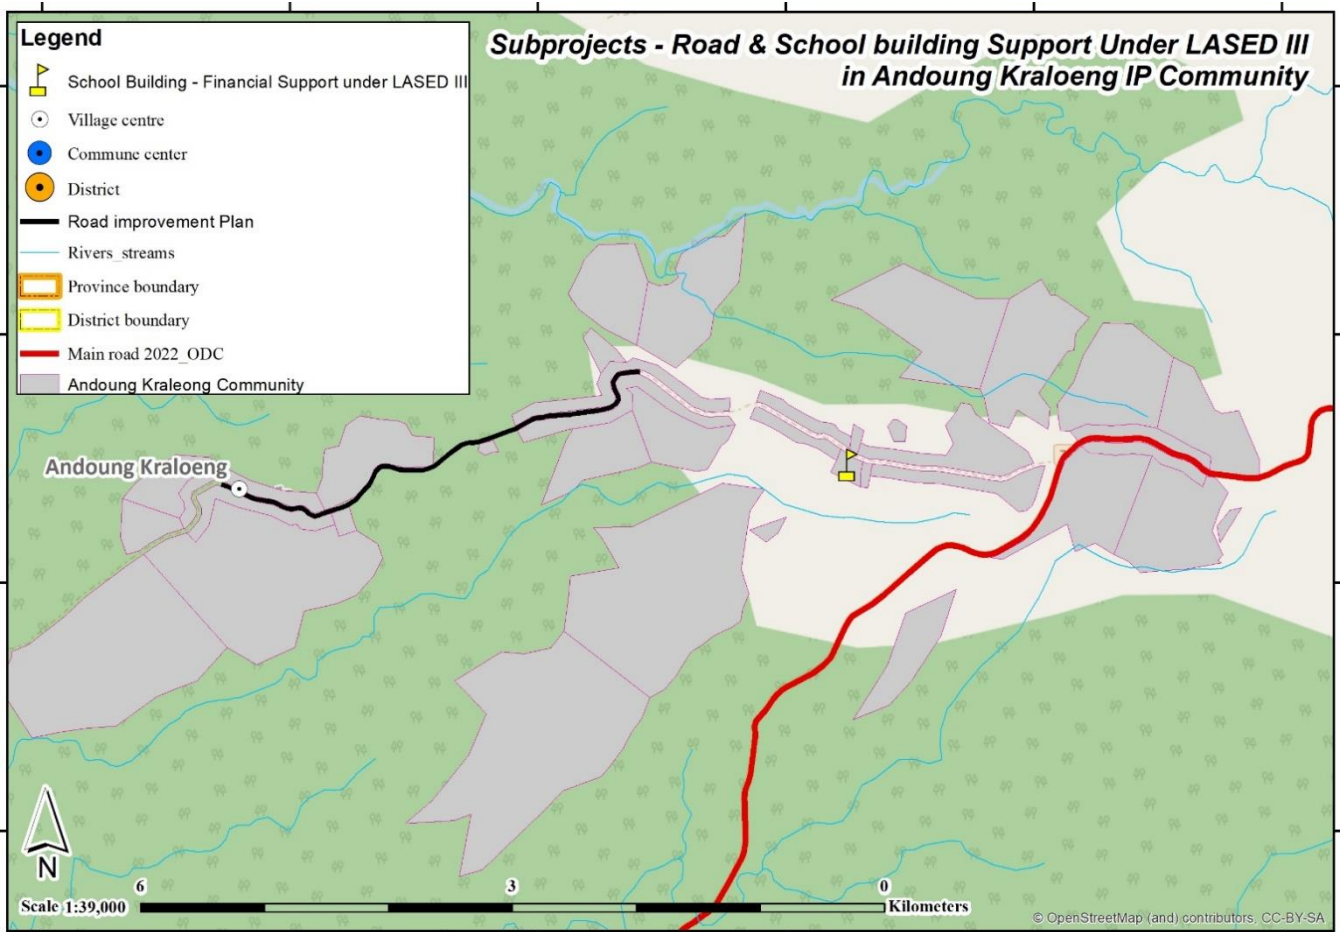 Legend
School Building - Financial Support under LASED III
Village centre
Commune center
District
Road improvement Plan
Rivers_streams
Province boundary
District boundary
Main road 2022_ODC
Andoung Kraleong Community
Subprojects - Road & School building Support Under LASED III
in Andoung Kraloeng IP Community
Andoung Kraloeng
N
6 3 0
Scale 1:39,000 Kilometers
© OpenStreetMap (and) contributors, CC-BY-SA